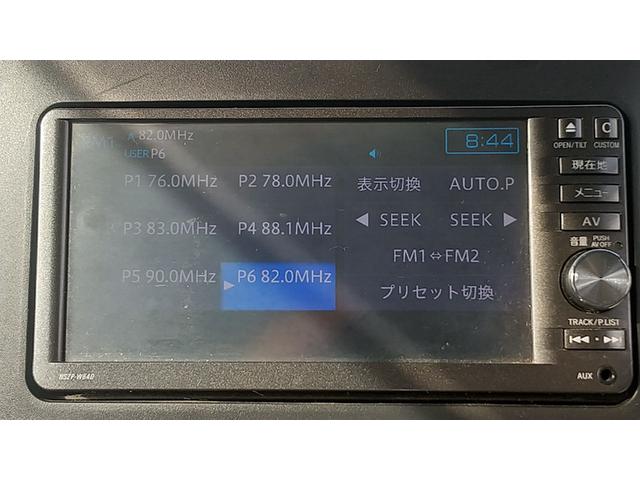 FM1 A 82.0MHz
USER P6
8:44
P1 76.0MHz P2 78.0MHz 表示切換 AUTO.P
P3 83.0MHz P4 88.1MHz ◀ SEEK SEEK ▶
FM1⇔FM2
P5 90.0MHz ▶ P6 82.0MHz プリセット切換
OPEN/TILT CUSTOM
現在地
メニュー
AV
音量 PUSH AV OFF
TRACK/P.LIST
AUX
NSZP-W64D